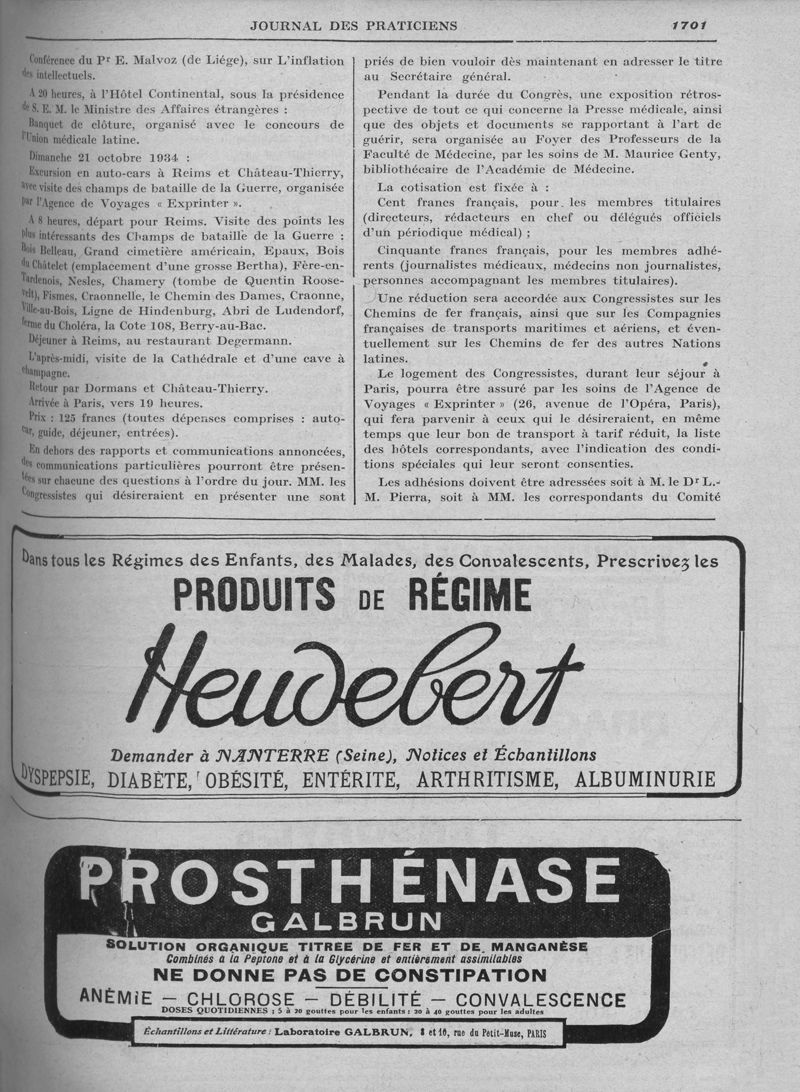 JOURNAL DES PRATICIENS 1701
Conférence du Pr E. Malvoz (de Liége), sur L'inflation
des intellectuels.
A 20 heures, à l'Hôtel Continental, sous la présidence
de S. E. M. le Ministre des Affaires étrangères :
Banquet de clôture, organisé avec le concours de
l'Union médicale latine.
Dimanche 21 octobre 1934 :
Excursion en auto-cars à Reims et Château-Thierry,
avec visite des champs de bataille de la Guerre, organisée
par l'Agence de Voyages « Exprinter ».
A 8 heures, départ pour Reims. Visite des points les
plus intéressants des Champs de bataille de la Guerre :
Bois Belleau, Grand cimetière américain, Epaux, Bois
du Châtelet (emplacement d'une grosse Bertha), Fère-en-
Tardenois, Nesles, Chamery (tombe de Quentin Roose-
velt), Fismes, Craonnelle, le Chemin des Dames, Craonne,
Ville-au-Bois, Ligne de Hindenburg, Abri de Ludendorf,
ferme du Choléra, la Cote 108, Berry-au-Bac.
Déjeuner à Reims, au restaurant Degermann.
L'après-midi, visite de la Cathédrale et d'une cave à
champagne.
Retour par Dormans et Château-Thierry.
Arrivée à Paris, vers 19 heures.
Prix : 125 francs (toutes dépenses comprises : auto-
car, guide, déjeuner, entrées).
En dehors des rapports et communications annoncées,
des communications particulières pourront être présen-
tées sur chacune des questions à l'ordre du jour. MM. les
Congressistes qui désireraient en présenter une sont
priés de bien vouloir dès maintenant en adresser le titre
au Secrétaire général.
Pendant la durée du Congrès, une exposition rétros-
pective de tout ce qui concerne la Presse médicale, ainsi
que des objets et documents se rapportant à l'art de
guérir, sera organisée au Foyer des Professeurs de la
Faculté de Médecine, par les soins de M. Maurice Genty,
bibliothécaire de l'Académie de Médecine.
La cotisation est fixée à :
Cent francs français, pour les membres titulaires
(directeurs, rédacteurs en chef ou délégués officiels
d'un périodique médical) ;
Cinquante francs français, pour les membres adhé-
rents (journalistes médicaux, médecins non journalistes,
personnes accompagnant les membres titulaires).
Une réduction sera accordée aux Congressistes sur les
Chemins de fer français, ainsi que sur les Compagnies
françaises de transports maritimes et aériens, et éven-
tuellement sur les Chemins de fer des autres Nations
latines.
Le logement des Congressistes, durant leur séjour à
Paris, pourra être assuré par les soins de l'Agence de
Voyages « Exprinter » (26, avenue de l'Opéra, Paris),
qui fera parvenir à ceux qui le désireraient, en même
temps que leur bon de transport à tarif réduit, la liste
des hôtels correspondants, avec l'indication des condi-
tions spéciales qui leur seront consenties.
Les adhésions doivent être adressées soit à M. le Dr L.-
M. Pierra, soit à MM. les correspondants du Comité
Dans tous les Régimes des Enfants, des Malades, des Convalescents, Prescrivez les
PRODUITS DE RÉGIME
Heudebert
Demander à NANTERRE (Seine), Notices et Échantillons
DYSPEPSIE, DIABÈTE, OBÉSITÉ, ENTÉRITE, ARTHRITISME, ALBUMINURIE
PROSTHÉNASE
GALBRUN
SOLUTION ORGANIQUE TITRÉE DE FER ET DE MANGANÈSE
Combinés à la Peptone et à la Glycérine et entièrement assimilables
NE DONNE PAS DE CONSTIPATION
ANÉMIE — CHLOROSE — DÉBILITÉ — CONVALESCENCE
DOSES QUOTIDIENNES : 5 à 20 gouttes pour les enfants ; 20 à 40 gouttes pour les adultes
Échantillons et Littérature : Laboratoire GALBRUN, 8 et 10, rue du Petit-Musc, PARIS